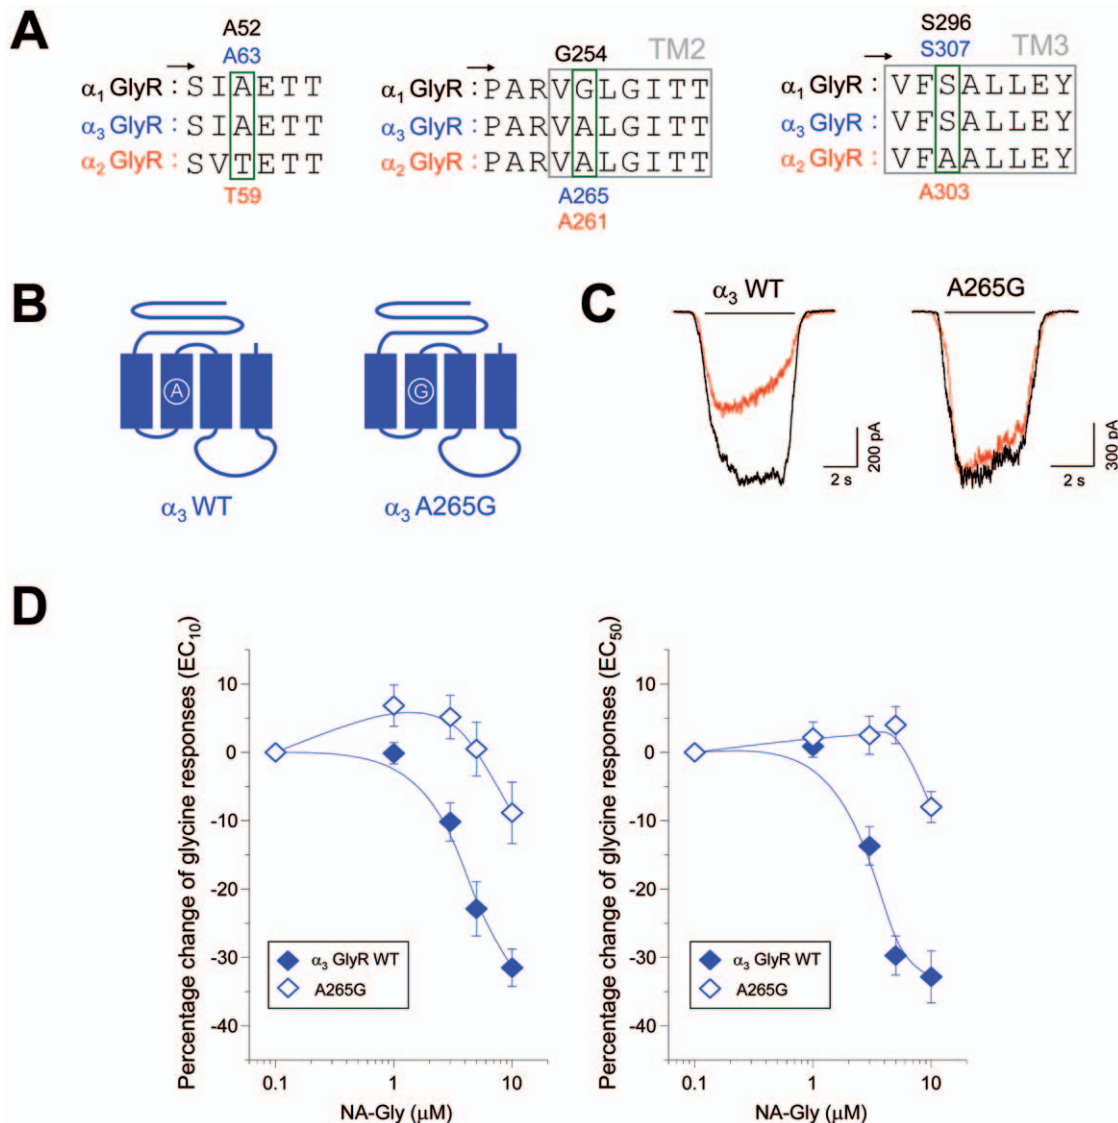 A
A52
A63
α1 GlyR : S I A E T T
α3 GlyR : S I A E T T
α2 GlyR : S V T E T T
T59
G254 TM2
α1 GlyR : P A R V G L G I T T
α3 GlyR : P A R V A L G I T T
α2 GlyR : P A R V A L G I T T
A265
A261
S296
S307 TM3
α1 GlyR : V F S A L L E Y
α3 GlyR : V F S A L L E Y
α2 GlyR : V F A A L L E Y
A303
B
A
α3 WT
G
α3 A265G
C
α3 WT
200 pA
2 s
A265G
300 pA
2 s
D
Percentage change of glycine responses (EC10)
10
0
-10
-20
-30
-40
α3 GlyR WT
A265G
0.1 1 10
NA-Gly (μM)
Percentage change of glycine responses (EC50)
10
0
-10
-20
-30
-40
α3 GlyR WT
A265G
0.1 1 10
NA-Gly (μM)